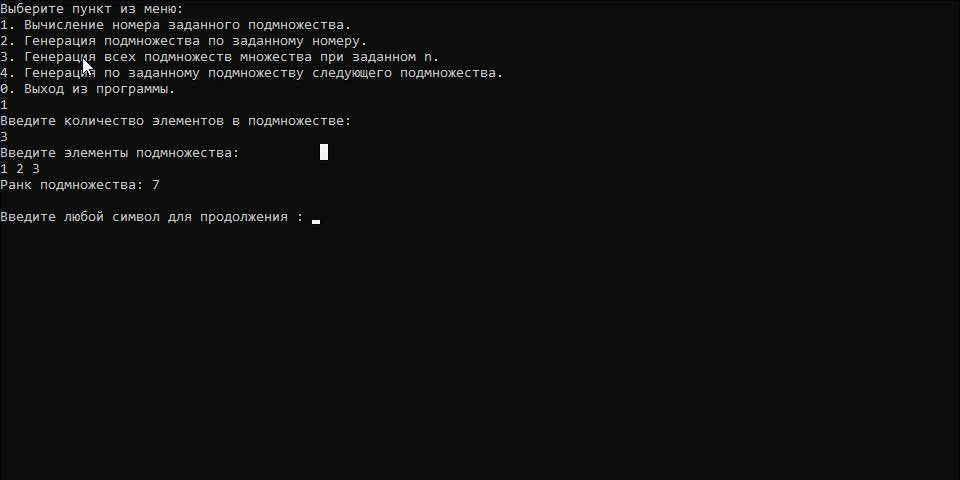 Выберите пункт из меню:
1. Вычисление номера заданного подмножества.
2. Генерация подмножества по заданному номеру.
3. Генерация всех подмножеств множества при заданном n.
4. Генерация по заданному подмножеству следующего подмножества.
0. Выход из программы.
1
Введите количество элементов в подмножестве:
3
Введите элементы подмножества:
1 2 3
Ранк подмножества: 7
Введите любой символ для продолжения :